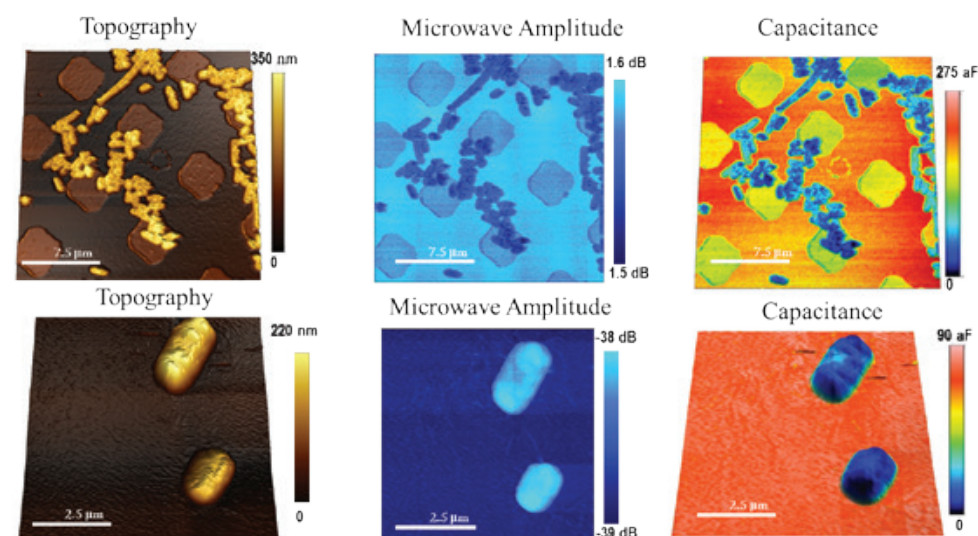 Topography
Microwave Amplitude
Capacitance
350 nm
0
7.5 µm
1.6 dB
1.5 dB
7.5 µm
275 aF
0
7.5 µm
Topography
Microwave Amplitude
Capacitance
220 nm
0
2.5 µm
-38 dB
-39 dB
2.5 µm
90 aF
0
2.5 µm